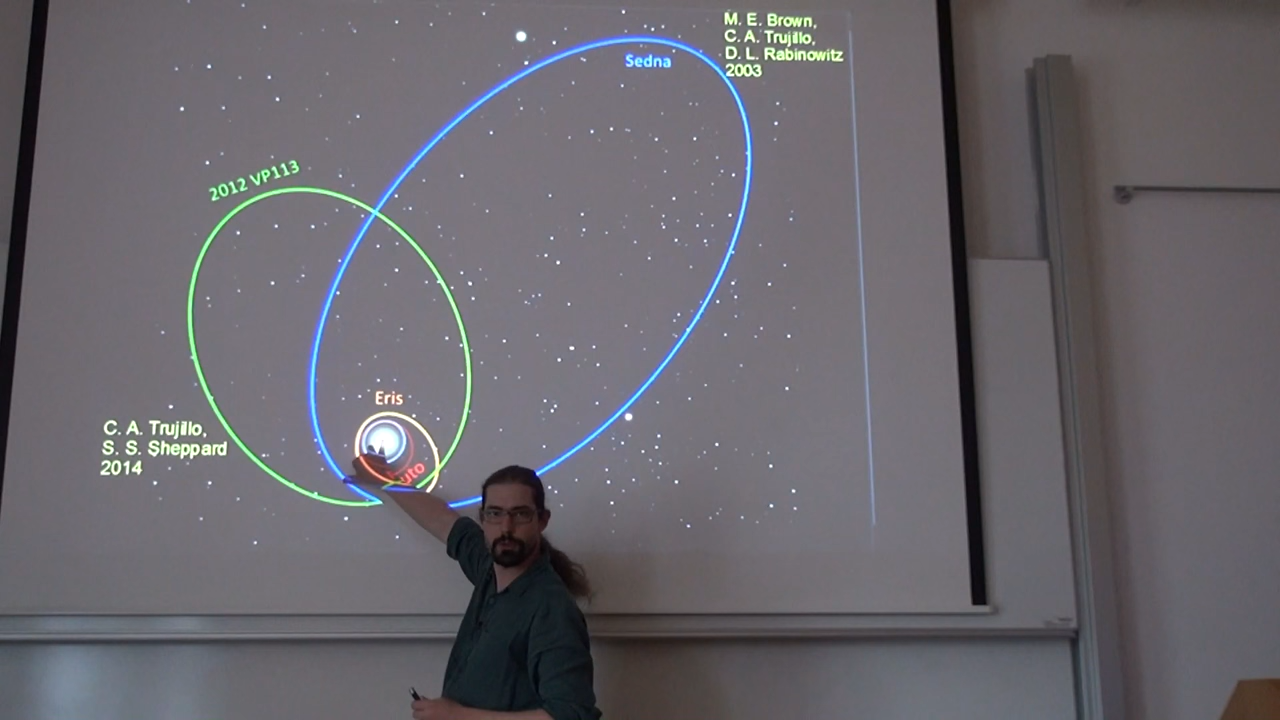 M. E. Brown,
C. A. Trujillo,
D. L. Rabinowitz
2003
Sedna
2012 VP113
Eris
C. A. Trujillo,
S. S. Sheppard
2014